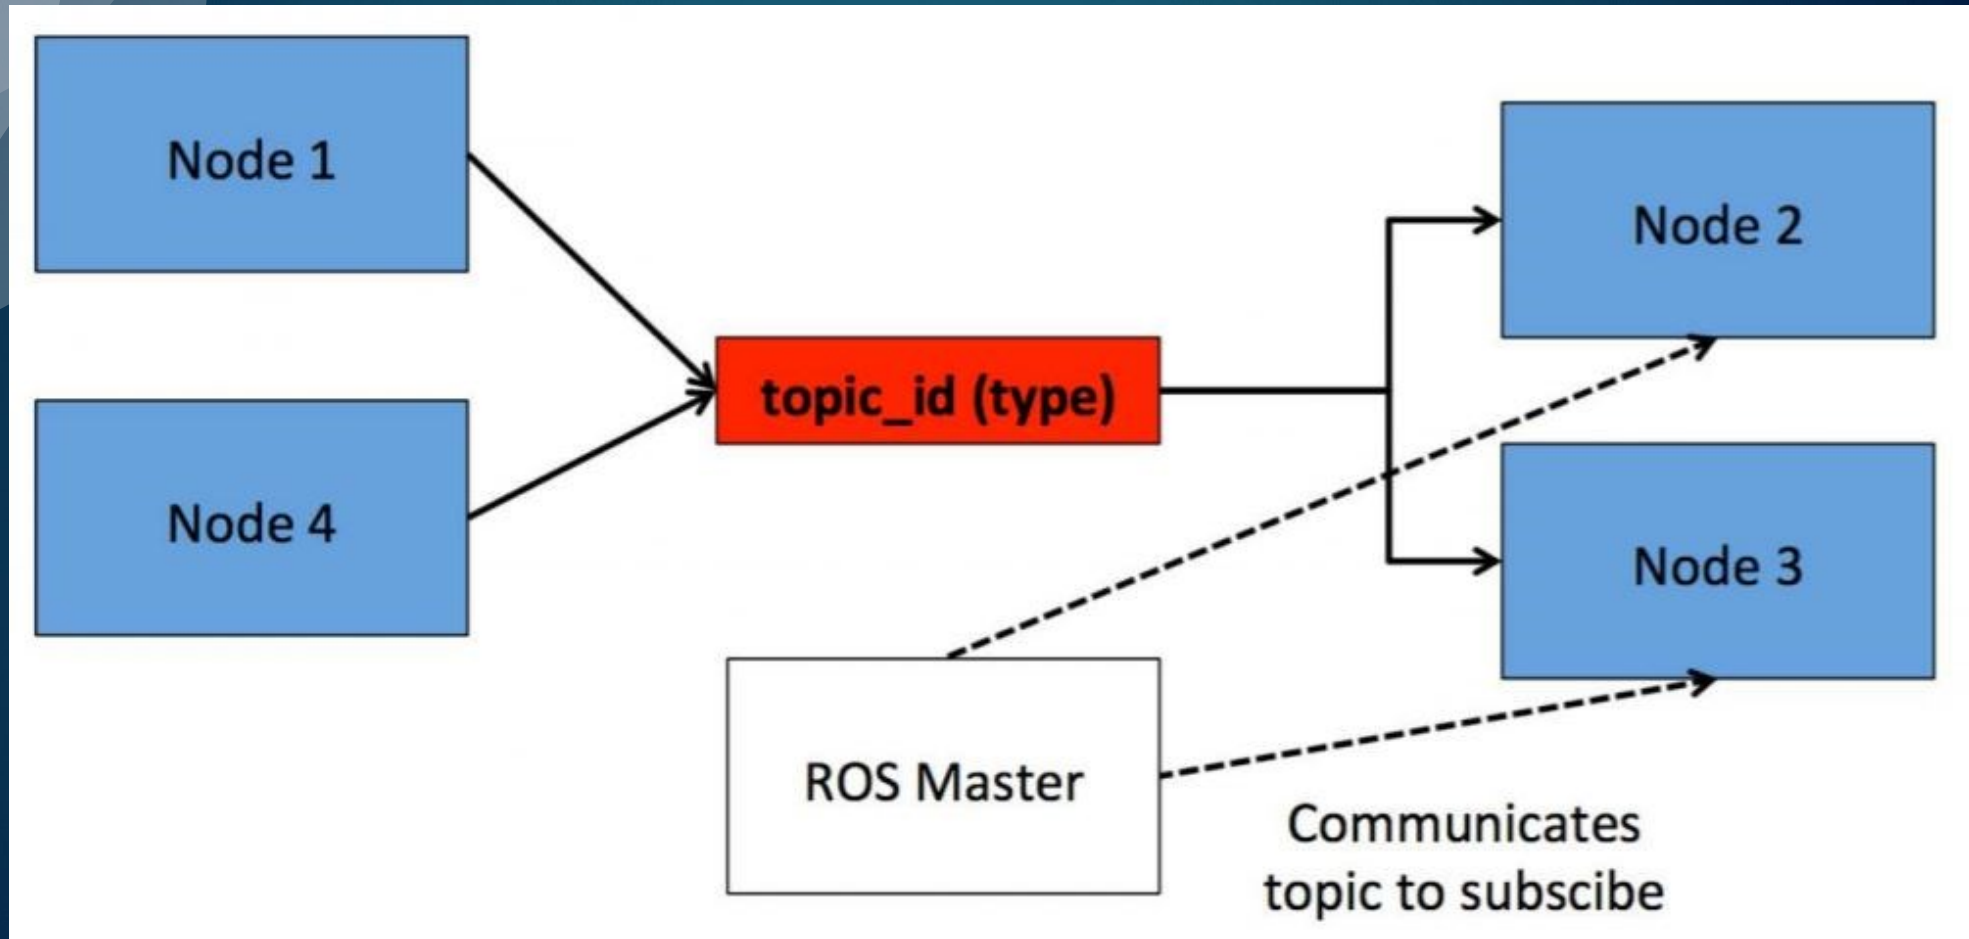 Node 1
Node 2
topic_id (type)
Node 4
Node 3
ROS Master
Communicates
topic to subscibe